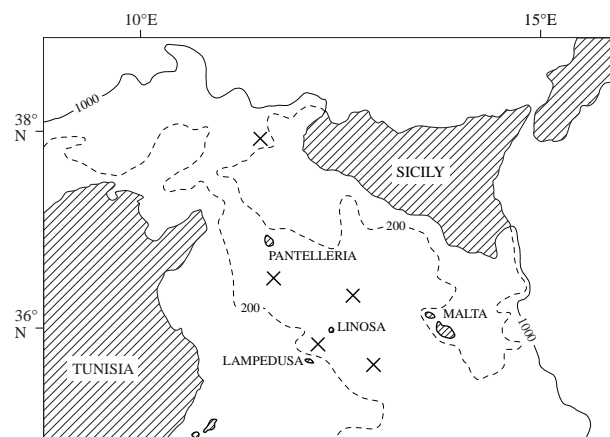 10°E
15°E
1000
38°
N
SICILY
200
PANTELLERIA
200
MALTA
36°
N
LINOSA
1000
LAMPEDUSA
TUNISIA